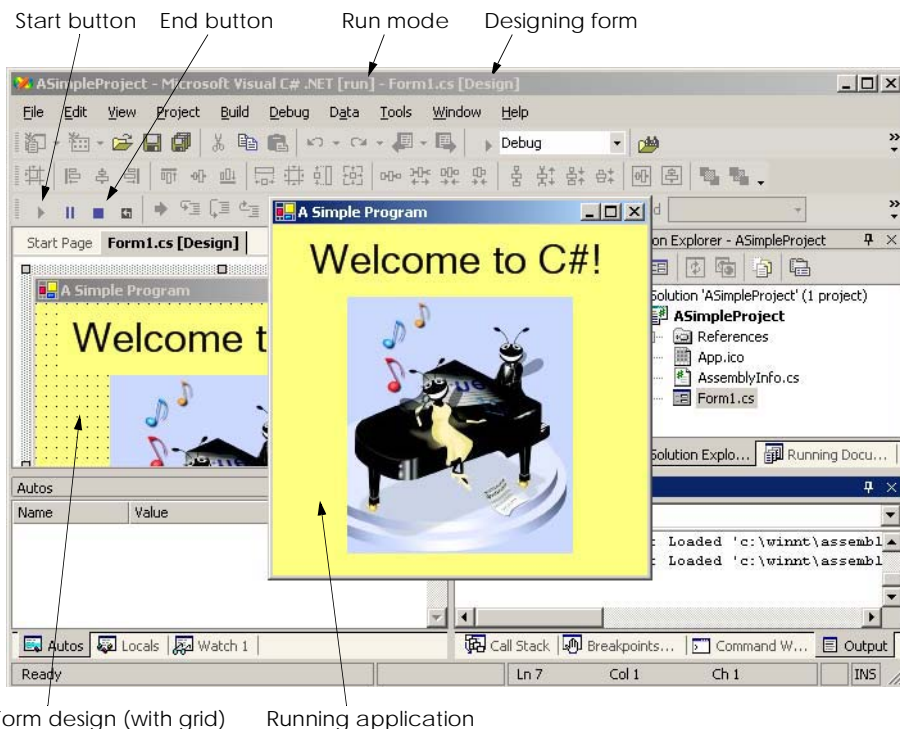 Start button End button Run mode Designing form
ASimpleProject - Microsoft Visual C# .NET [run] - Form1.cs [Design]
File Edit View Project Build Debug Data Tools Window Help
Debug
A Simple Program
d
Start Page Form1.cs [Design]
on Explorer - ASimpleProject
Welcome to C#!
A Simple Program
Welcome t
Solution 'ASimpleProject' (1 project)
ASimpleProject
References
App.ico
AssemblyInfo.cs
Form1.cs
Solution Explo... Running Docu...
Autos
Name Value
: Loaded 'c:\winnt\assembl
: Loaded 'c:\winnt\assembl
Autos Locals Watch 1
Call Stack Breakpoints... Command W... Output
Ready Ln 7 Col 1 Ch 1 INS
Form design (with grid) Running application